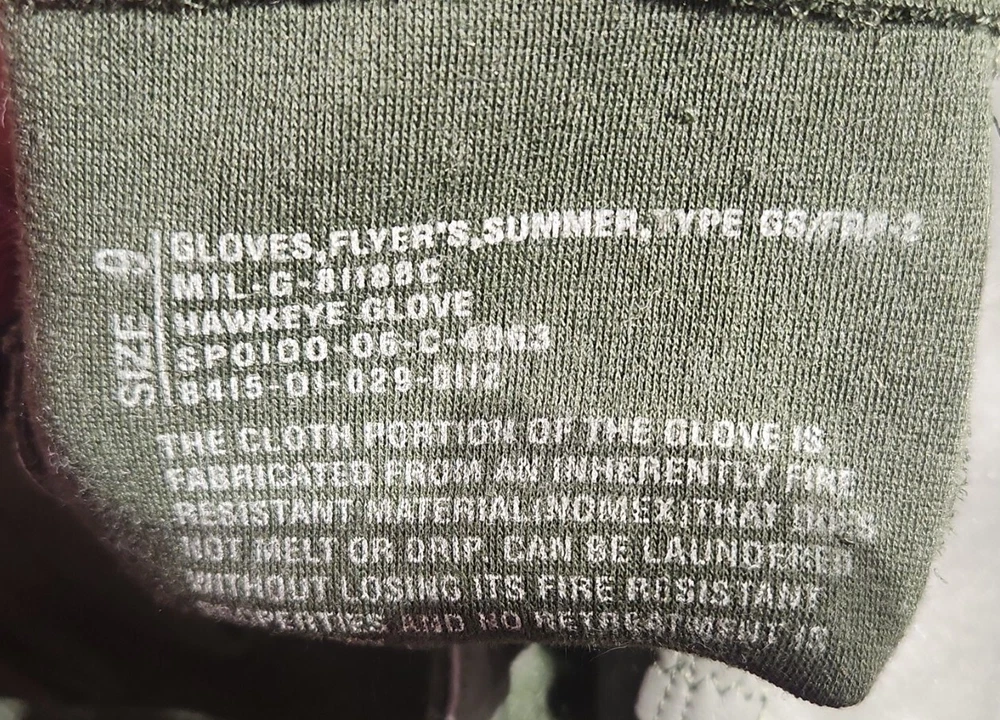 SIZE 9
GLOVES,FLYER'S,SUMMER,TYPE GS/FRP-2
MIL-G-81188C
HAWKEYE GLOVE
SPO100-06-C-4063
8415-01-029-0112
THE CLOTH PORTION OF THE GLOVE IS
FABRICATED FROM AN INHERENTLY FIRE
RESISTANT MATERIAL(NOMEX)THAT DOES
NOT MELT OR DRIP. CAN BE LAUNDERED
WITHOUT LOSING ITS FIRE RESISTANT
PROPERTIES AND NO RETREATMENT IS